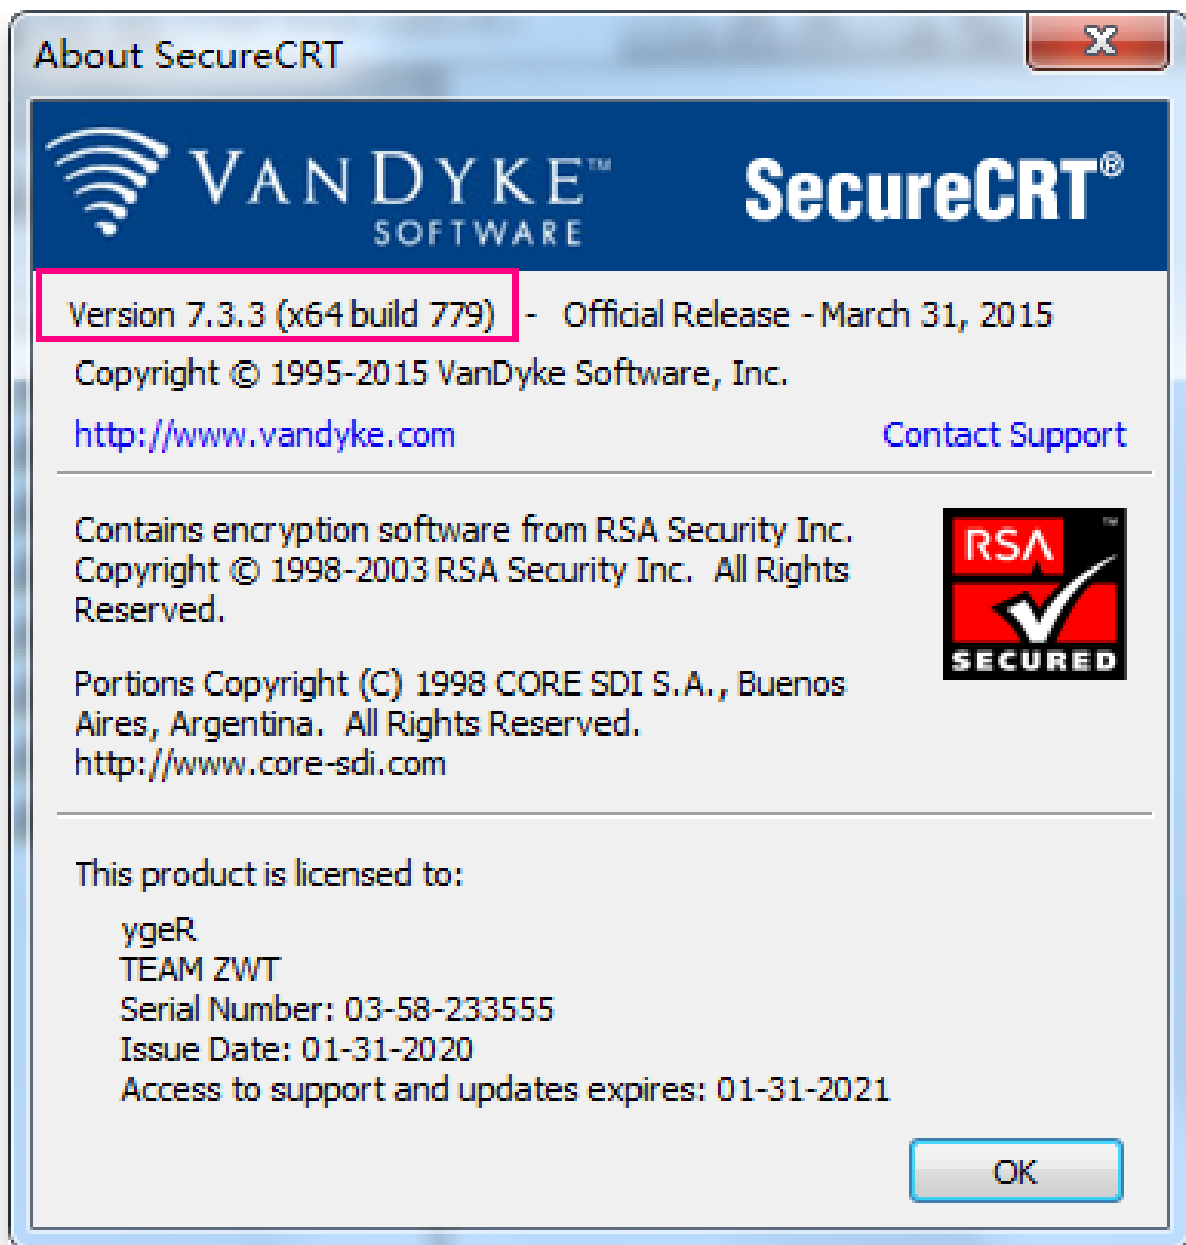 About SecureCRT
VANDYKE™
SOFTWARE
SecureCRT®
Version 7.3.3 (x64 build 779) - Official Release - March 31, 2015
Copyright © 1995-2015 VanDyke Software, Inc.
http://www.vandyke.com Contact Support
Contains encryption software from RSA Security Inc.
Copyright © 1998-2003 RSA Security Inc. All Rights
Reserved.
RSA™
SECURED
Portions Copyright (C) 1998 CORE SDI S.A., Buenos
Aires, Argentina. All Rights Reserved.
http://www.core-sdi.com
This product is licensed to:
ygeR
TEAM ZWT
Serial Number: 03-58-233555
Issue Date: 01-31-2020
Access to support and updates expires: 01-31-2021
OK